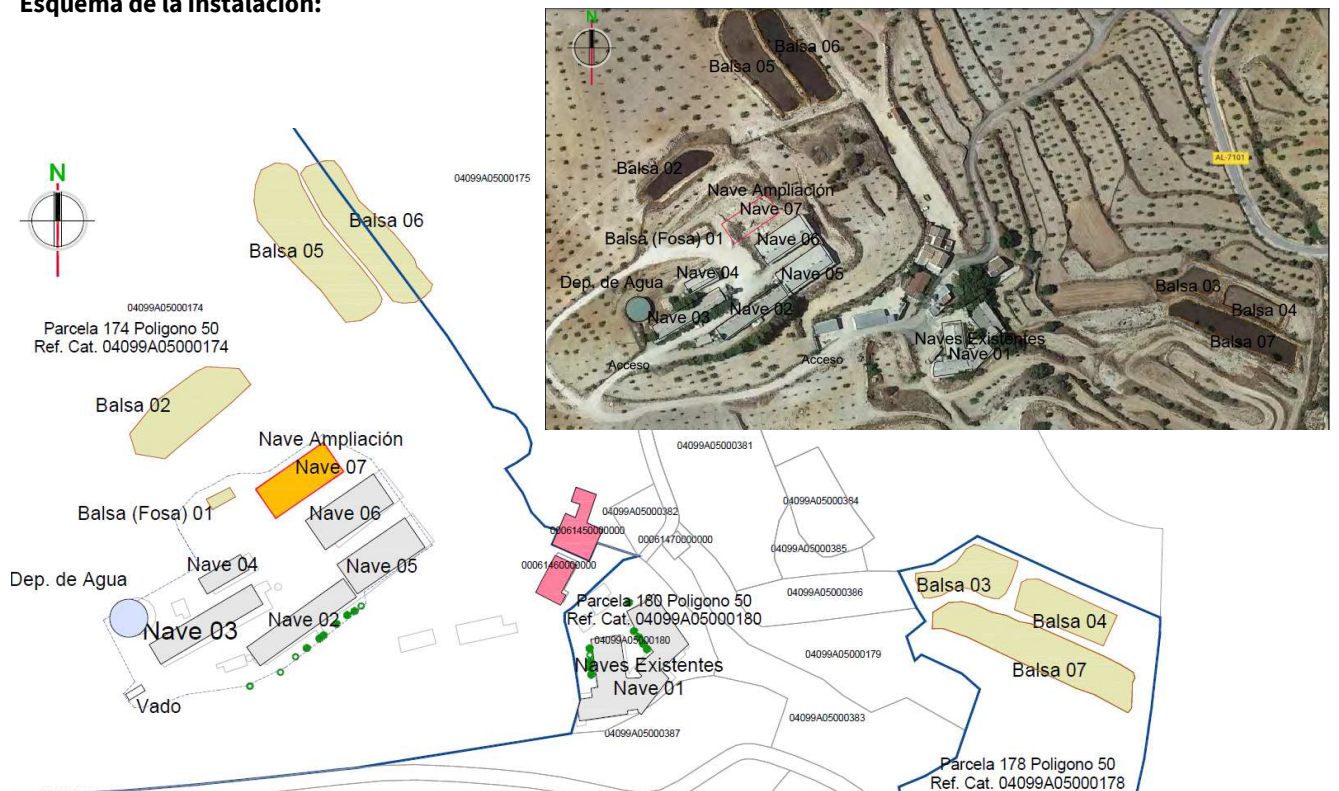 Esquema de la instalación:
N
Balsa 06
Balsa 05
AL-7101
Balsa 02
Nave Ampliación
Nave 07
Balsa (Fosa) 01
Nave 06
Nave 04
Nave 05
Dep. de Agua
Nave 03
Nave 02
Balsa 03
Balsa 04
Balsa 07
Naves Existentes
Nave 01
Acceso
Acceso
N
04099A05000175
Balsa 06
Balsa 05
04099A05000174
Parcela 174 Poligono 50
Ref. Cat. 04099A05000174
Balsa 02
Nave Ampliación
Nave 07
Balsa (Fosa) 01
Nave 06
Nave 04
Nave 05
Dep. de Agua
Nave 03
Nave 02
Vado
04099A05000381
04099A05000384
04099A05000382
00061450000000
00061470000000
04099A05000385
00061460000000
04099A05000386
Parcela 180 Poligono 50
Ref. Cat. 04099A05000180
04099A05000180
04099A05000179
Naves Existentes
Nave 01
04099A05000383
04099A05000387
Balsa 03
Balsa 04
Balsa 07
Parcela 178 Poligono 50
Ref. Cat. 04099A05000178